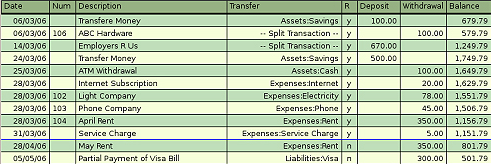 Date Num Description Transfer R Deposit Withdrawal Balance
06/03/06 Transfere Money Assets:Savings y 100.00 679.79
06/03/06 106 ABC Hardware -- Split Transaction -- y 100.00 579.79
14/03/06 Employers R Us -- Split Transaction -- y 670.00 1,249.79
24/03/06 Transfer Money Assets:Savings y 500.00 1,749.79
25/03/06 ATM Withdrawal Assets:Cash y 100.00 1,649.79
28/03/06 Internet Subscription Expenses:Internet y 20.00 1,629.79
28/03/06 102 Light Company Expenses:Electricity y 78.00 1,551.79
28/03/06 103 Phone Company Expenses:Phone y 45.00 1,506.79
28/03/06 104 April Rent Expenses:Rent y 350.00 1,156.79
31/03/06 Service Charge Expenses:Service Charge y 5.00 1,151.79
28/04/06 May Rent Expenses:Rent n 350.00 801.79
05/05/06 Partial Payment of Visa Bill Liabilities:Visa n 300.00 501.79